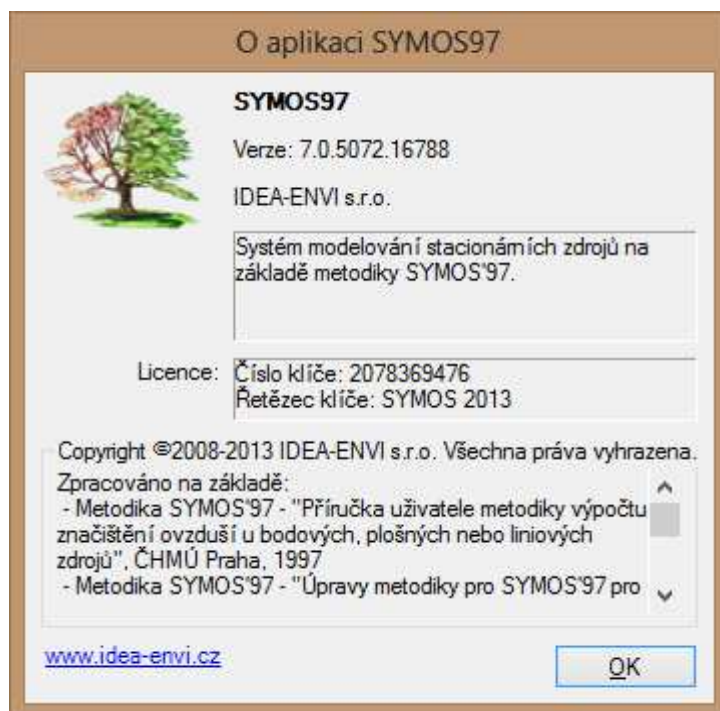 O aplikaci SYMOS97
SYMOS97
Verze: 7.0.5072.16788
IDEA-ENVI s.r.o.
Systém modelování stacionárních zdrojů na
základě metodiky SYMOS'97.
Licence:
Číslo klíče: 2078369476
Řetězec klíče: SYMOS 2013
Copyright ©2008-2013 IDEA-ENVI s.r.o. Všechna práva vyhrazena.
Zpracováno na základě:
- Metodika SYMOS'97 - "Příručka uživatele metodiky výpočtu
značištění ovzduší u bodových, plošných nebo liniových
zdrojů", ČHMÚ Praha, 1997
- Metodika SYMOS'97 - "Úpravy metodiky pro SYMOS'97 pro
www.idea-envi.cz
OK